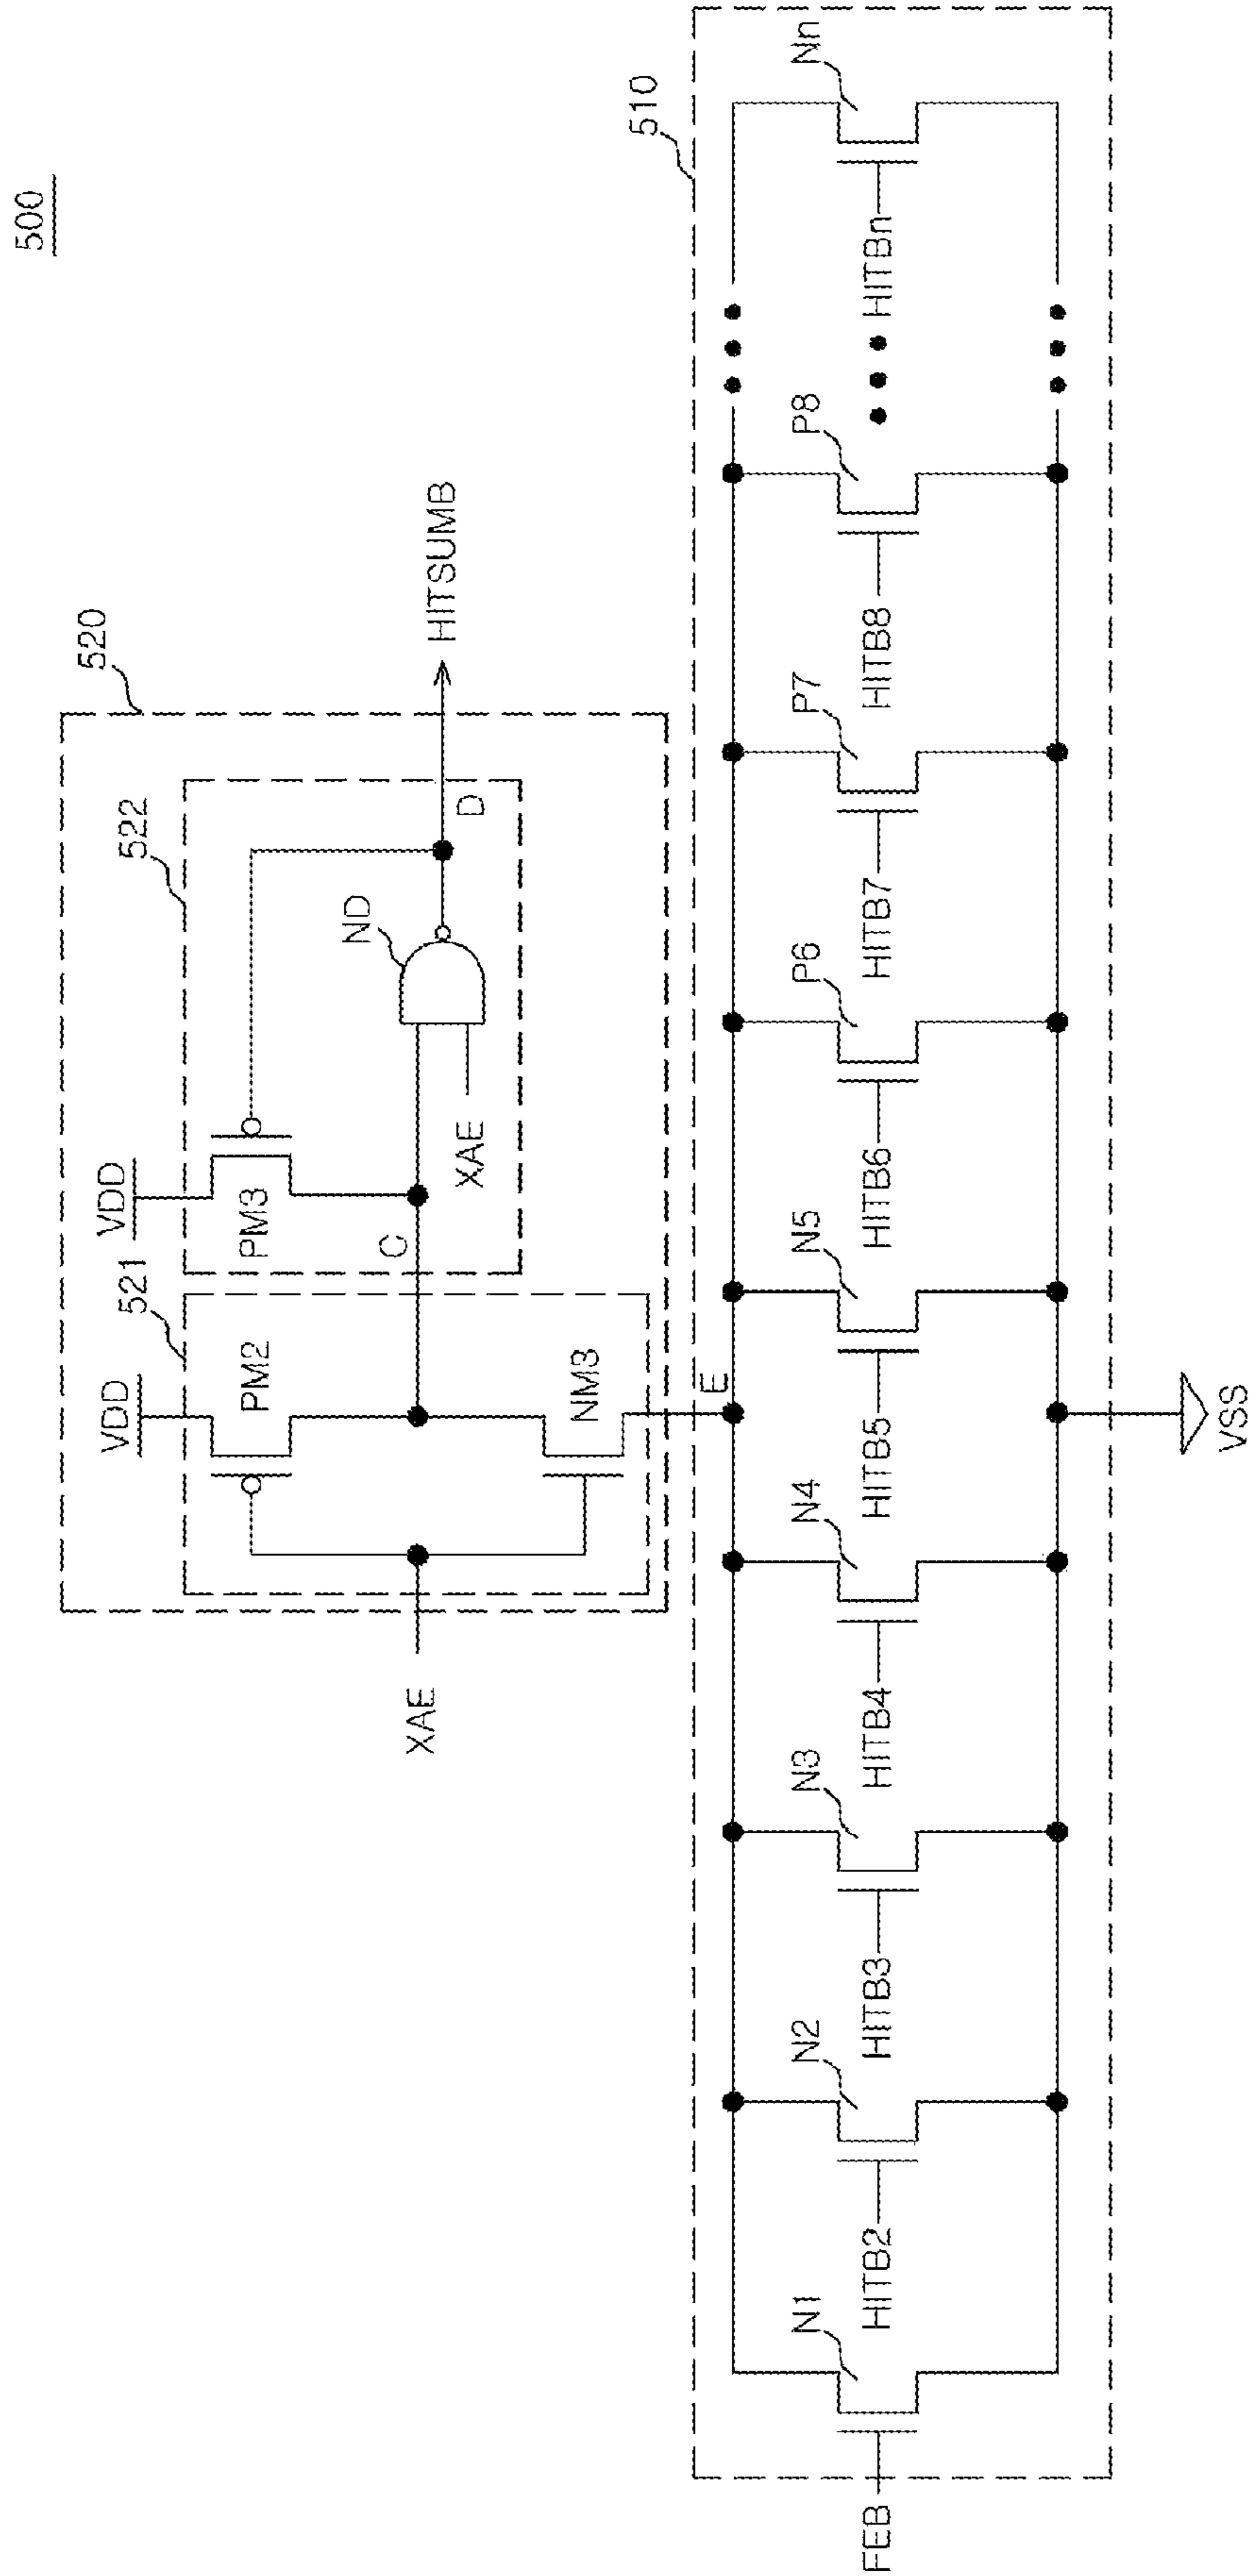 500
520
522
521
VDD
VDD
PM3
PM2
ND
C
D
HITSUMB
XAE
XAE
NM3
E
510
N1
N2
N3
N4
N5
P6
P7
P8
Nn
FEB
HITB2
HITB3
HITB4
HITB5
HITB6
HITB7
HITB8
HITBn
VSS